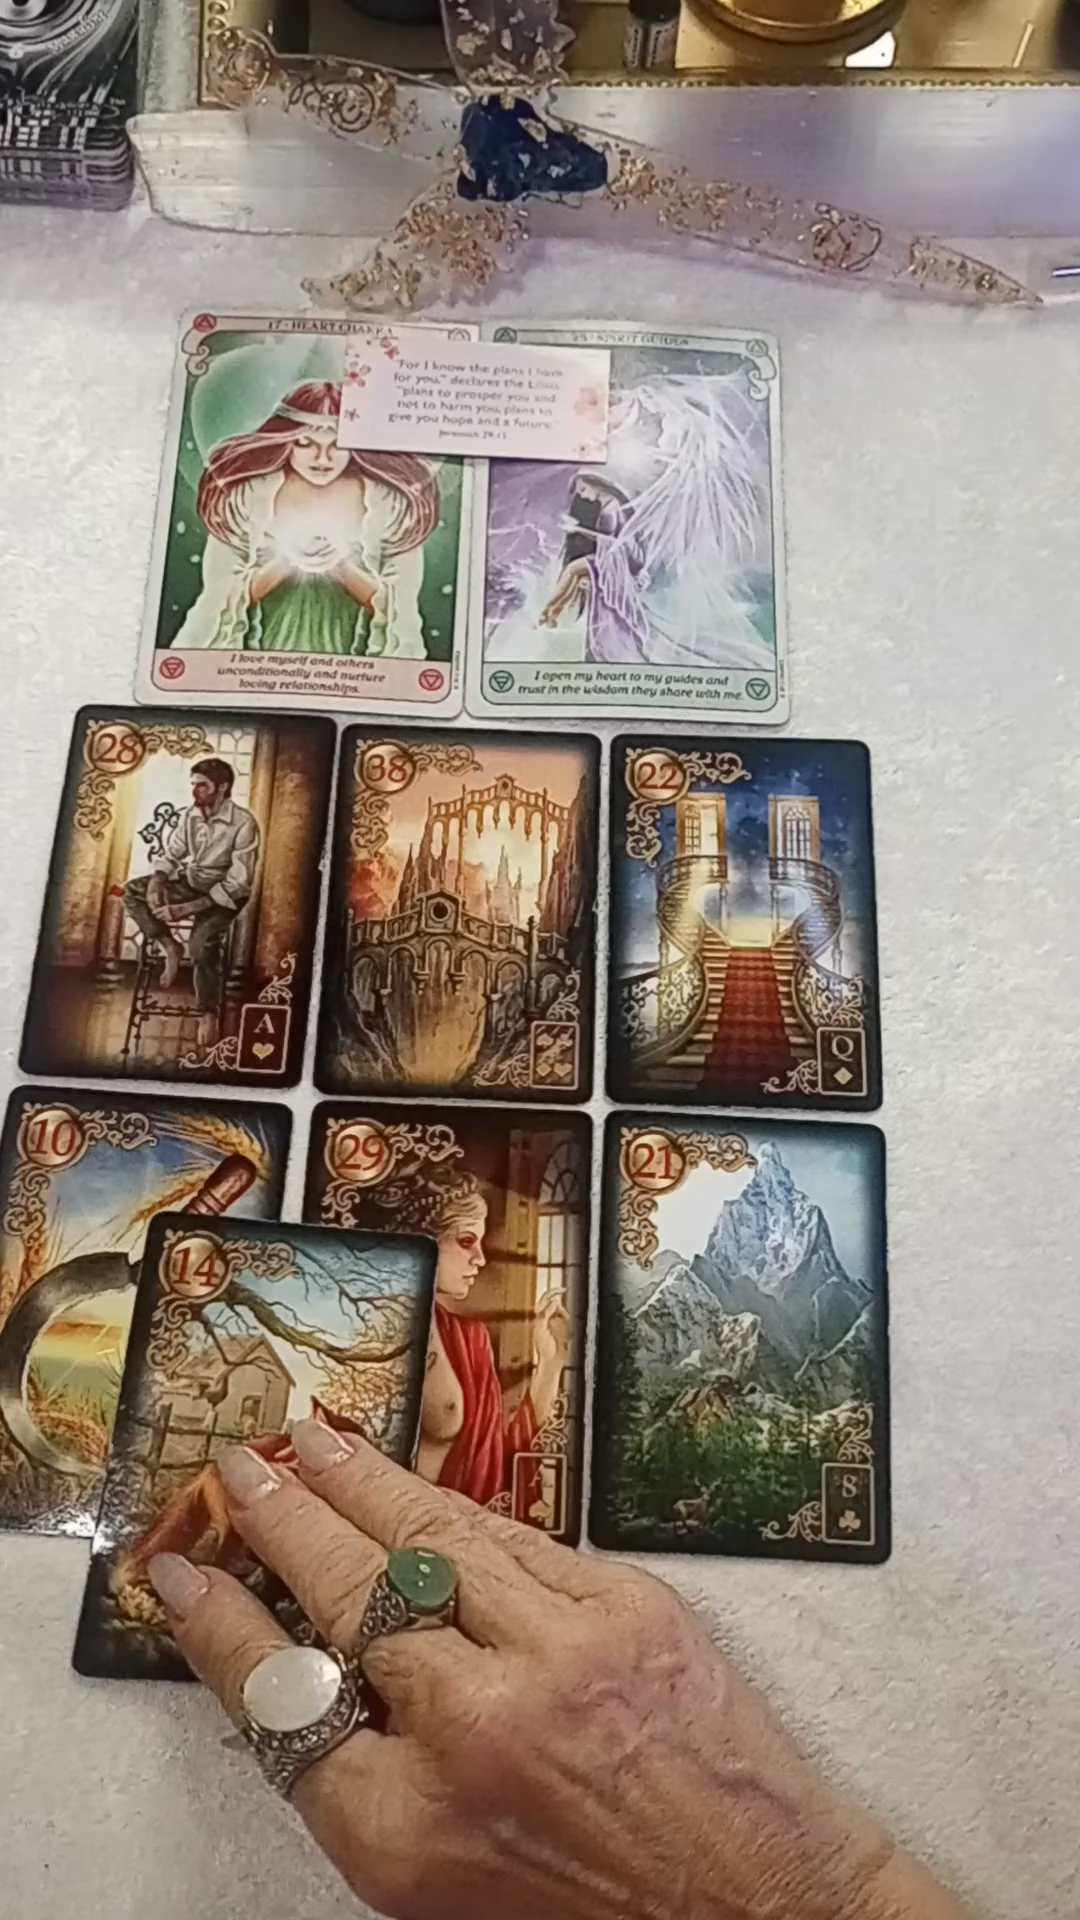 17 · HEART CHAKRA
25 · SPIRIT GUIDES
"For I know the plans I have
for you," declares the LORD,
"plans to prosper you and
not to harm you, plans to
give you hope and a future."
Jeremiah 29:11
I love myself and others
unconditionally and nurture
loving relationships.
I open my heart to my guides and
trust in the wisdom they share with me.
28
A
38
22
Q
10
29
A
21
8
14